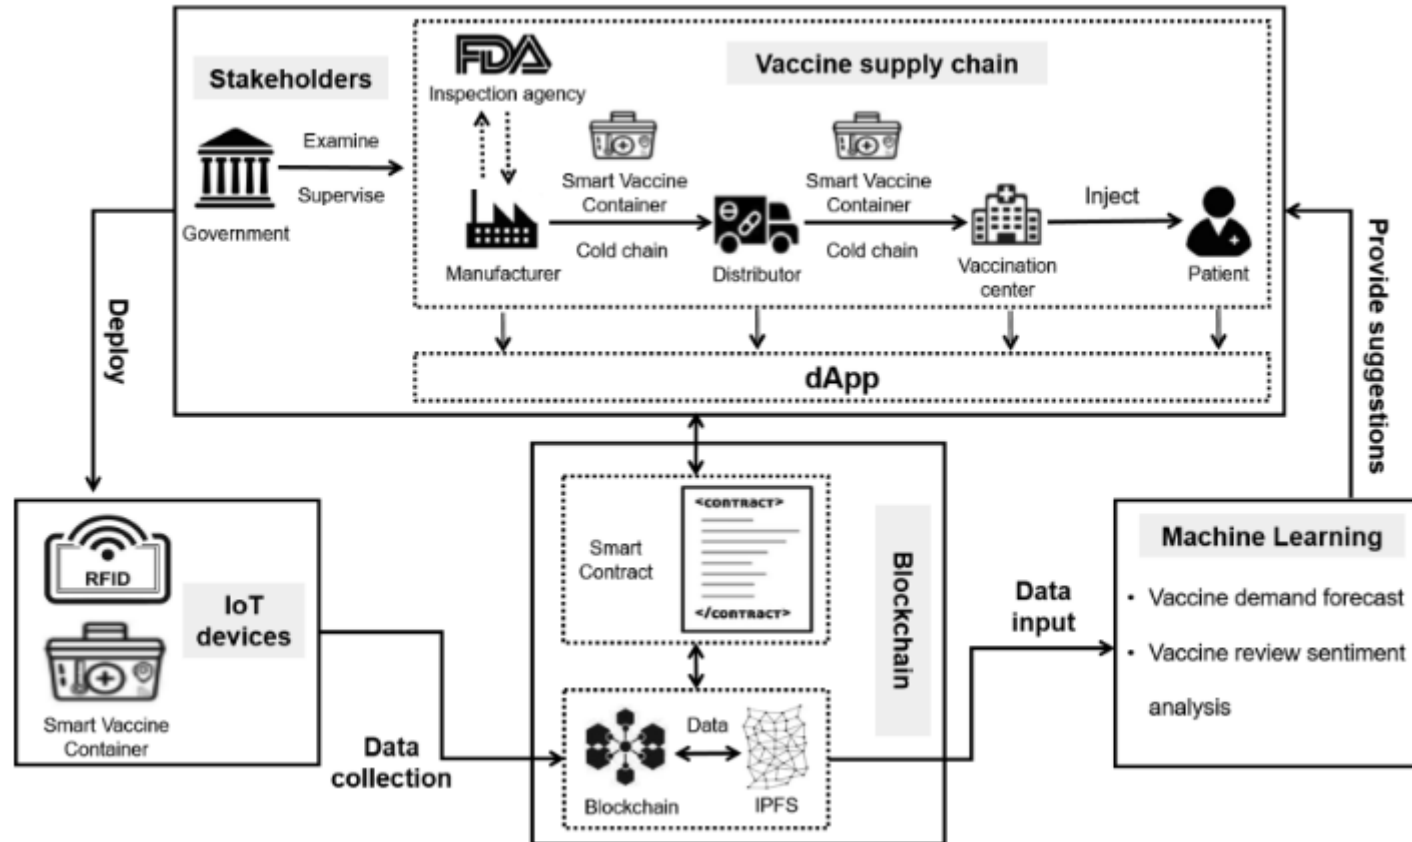 Stakeholders
FDA
Inspection agency
Vaccine supply chain
Examine
Supervise
Government
Smart Vaccine
Container
Cold chain
Smart Vaccine
Container
Cold chain
Inject
Manufacturer
Distributor
Vaccination
center
Patient
dApp
Deploy
Provide suggestions
RFID
IoT
devices
Smart Vaccine
Container
Data
collection
Smart
Contract
<contract>
</contract>
Blockchain
Data
Blockchain
IPFS
Data
input
Machine Learning
• Vaccine demand forecast
• Vaccine review sentiment
analysis